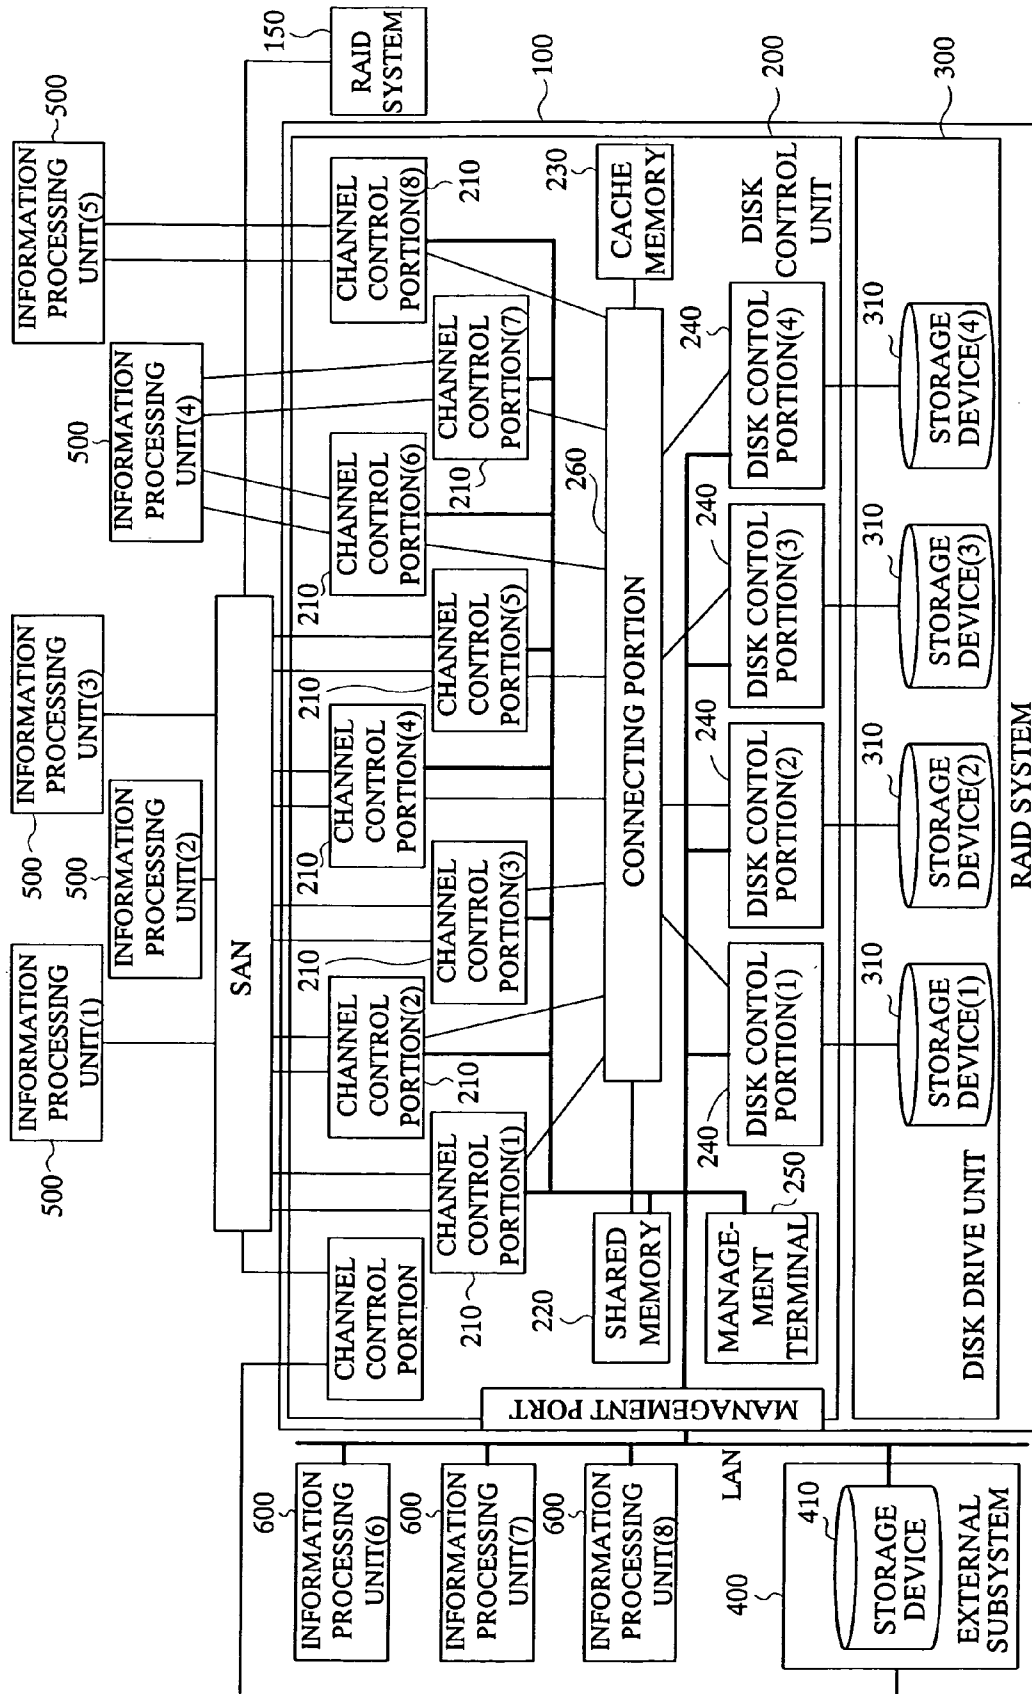 INFORMATION
PROCESSING
UNIT(1)
500
INFORMATION
PROCESSING
UNIT(2)
500
INFORMATION
PROCESSING
UNIT(3)
500
INFORMATION
PROCESSING
UNIT(4)
500
INFORMATION
PROCESSING
UNIT(5)
500
SAN
RAID
SYSTEM
150
100
200
300
CHANNEL
CONTROL
PORTION
CHANNEL
CONTROL
PORTION(1)
210
CHANNEL
CONTROL
PORTION(2)
210
CHANNEL
CONTROL
PORTION(3)
210
CHANNEL
CONTROL
PORTION(4)
210
CHANNEL
CONTROL
PORTION(5)
210
CHANNEL
CONTROL
PORTION(6)
210
CHANNEL
CONTROL
PORTION(7)
210
CHANNEL
CONTROL
PORTION(8)
210
SHARED
MEMORY
220
CONNECTING PORTION
260
CACHE
MEMORY
230
MANAGE-
MENT
TERMINAL
250
DISK CONTOL
PORTION(1)
240
DISK CONTOL
PORTION(2)
240
DISK CONTOL
PORTION(3)
240
DISK CONTOL
PORTION(4)
240
DISK
CONTROL
UNIT
MANAGEMENT PORT
STORAGE
DEVICE(1)
310
STORAGE
DEVICE(2)
310
STORAGE
DEVICE(3)
310
STORAGE
DEVICE(4)
310
DISK DRIVE UNIT
RAID SYSTEM
INFORMATION
PROCESSING
UNIT(6)
600
INFORMATION
PROCESSING
UNIT(7)
600
INFORMATION
PROCESSING
UNIT(8)
600
LAN
400
410
STORAGE
DEVICE
EXTERNAL
SUBSYSTEM